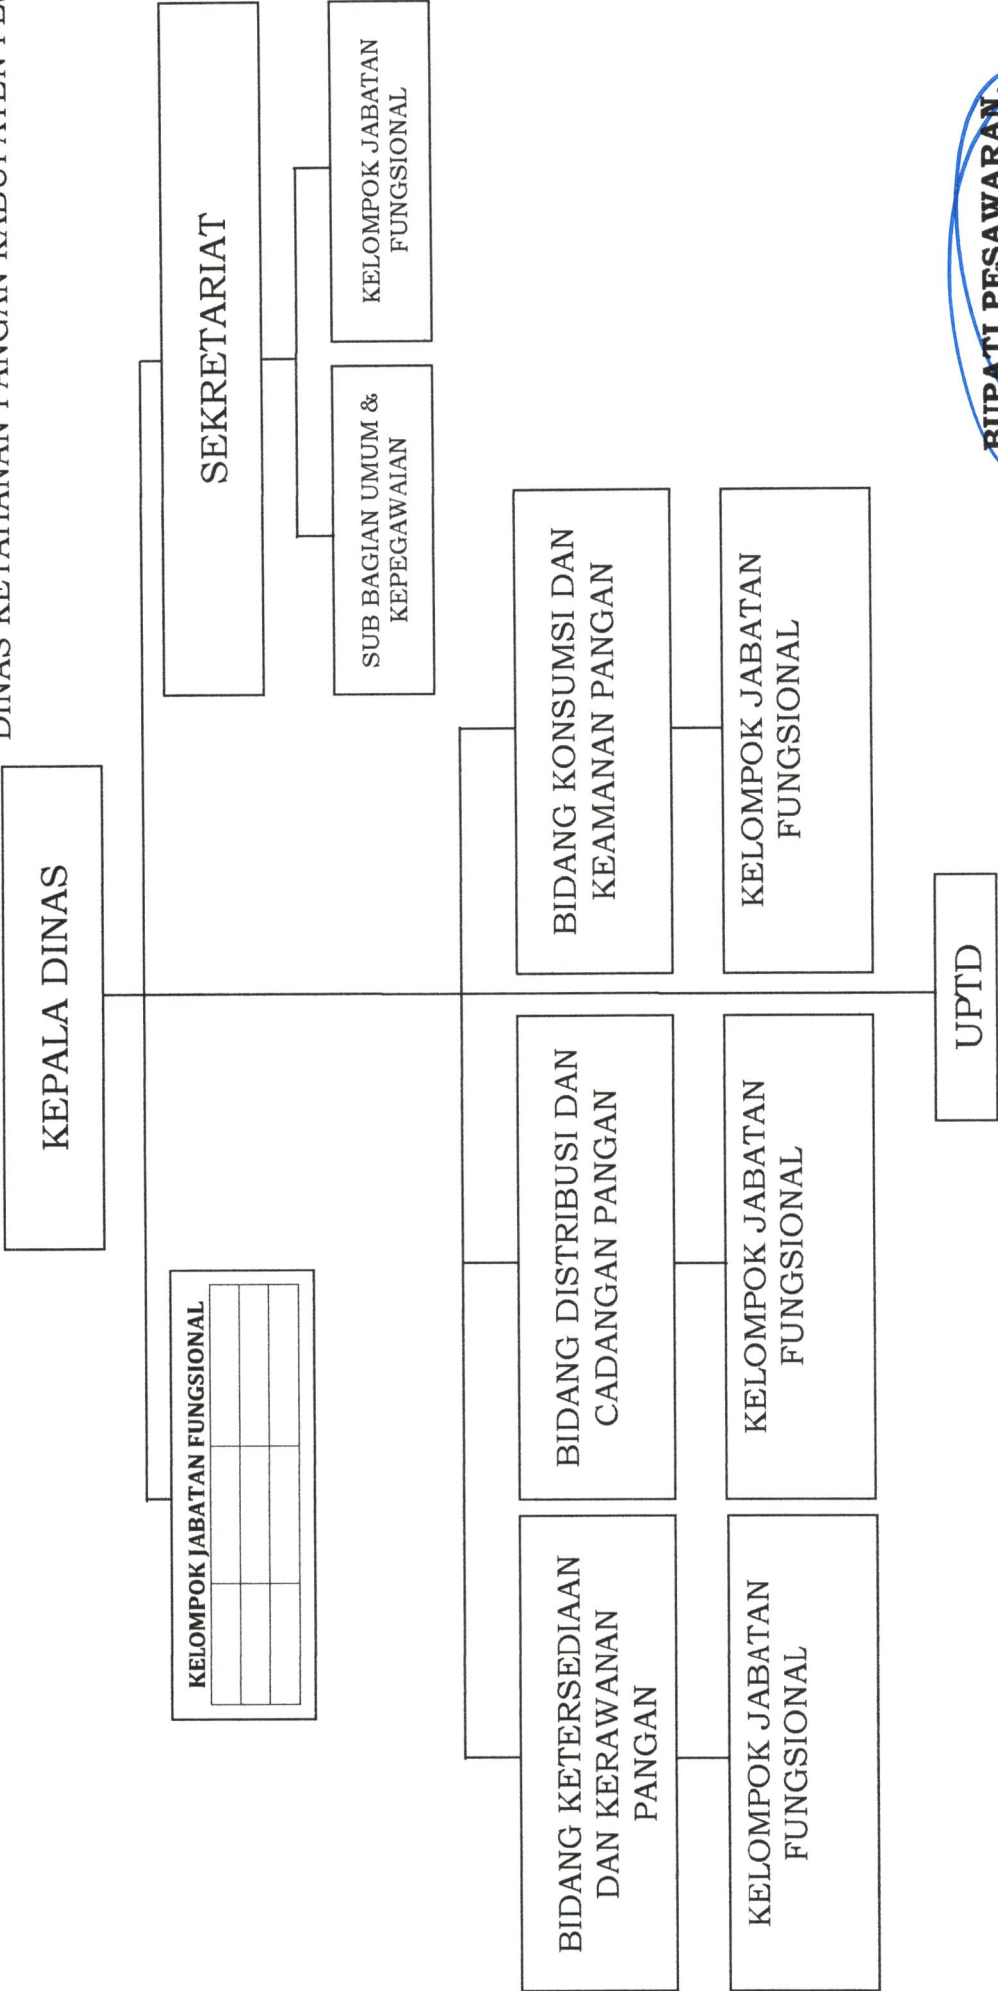 DINAS KETAHANAN PANGAN KABUPATEN
KEPALA DINAS
KELOMPOK JABATAN FUNGSIONAL
SEKRETARIAT
SUB BAGIAN UMUM &
KEPEGAWAIAN
KELOMPOK JABATAN
FUNGSIONAL
BIDANG KETERSEDIAAN
DAN KERAWANAN
PANGAN
BIDANG DISTRIBUSI DAN
CADANGAN PANGAN
BIDANG KONSUMSI DAN
KEAMANAN PANGAN
KELOMPOK JABATAN
FUNGSIONAL
KELOMPOK JABATAN
FUNGSIONAL
KELOMPOK JABATAN
FUNGSIONAL
UPTD
BUPATI PESAWARAN,